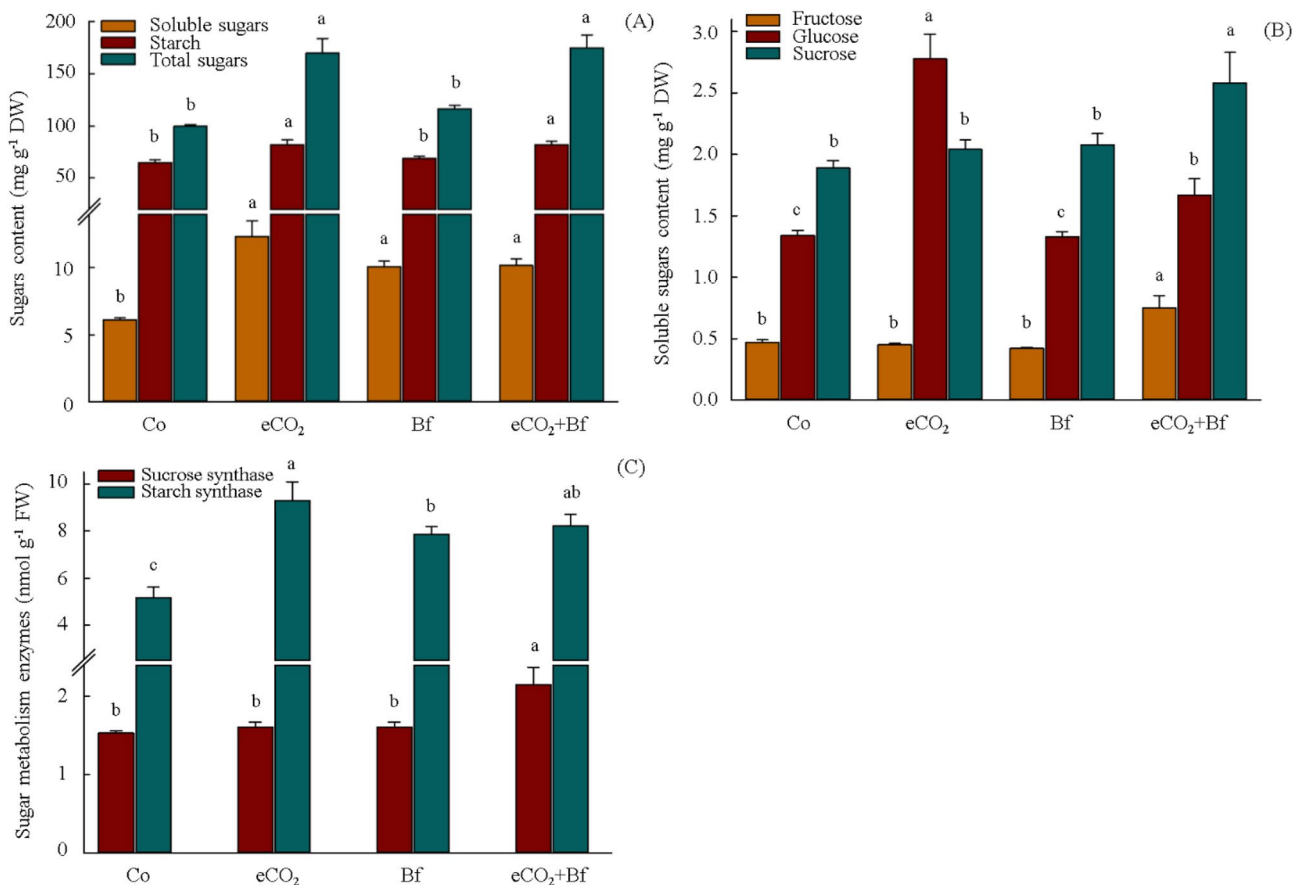 (A)
Soluble sugars
Starch
Total sugars
Sugars content (mg g⁻¹ DW)
200
150
100
50
10
5
0
b
b
b
a
a
a
a
b
b
a
a
a
Co
eCO₂
Bf
eCO₂+Bf
(B)
Fructose
Glucose
Sucrose
Soluble sugars content (mg g⁻¹ DW)
3.0
2.5
2.0
1.5
1.0
0.5
0.0
b
c
b
b
a
b
b
c
b
a
b
a
Co
eCO₂
Bf
eCO₂+Bf
(C)
Sucrose synthase
Starch synthase
Sugar metabolism enzymes (nmol g⁻¹ FW)
10
8
6
4
2
1
0
b
c
b
a
b
b
a
ab
Co
eCO₂
Bf
eCO₂+Bf